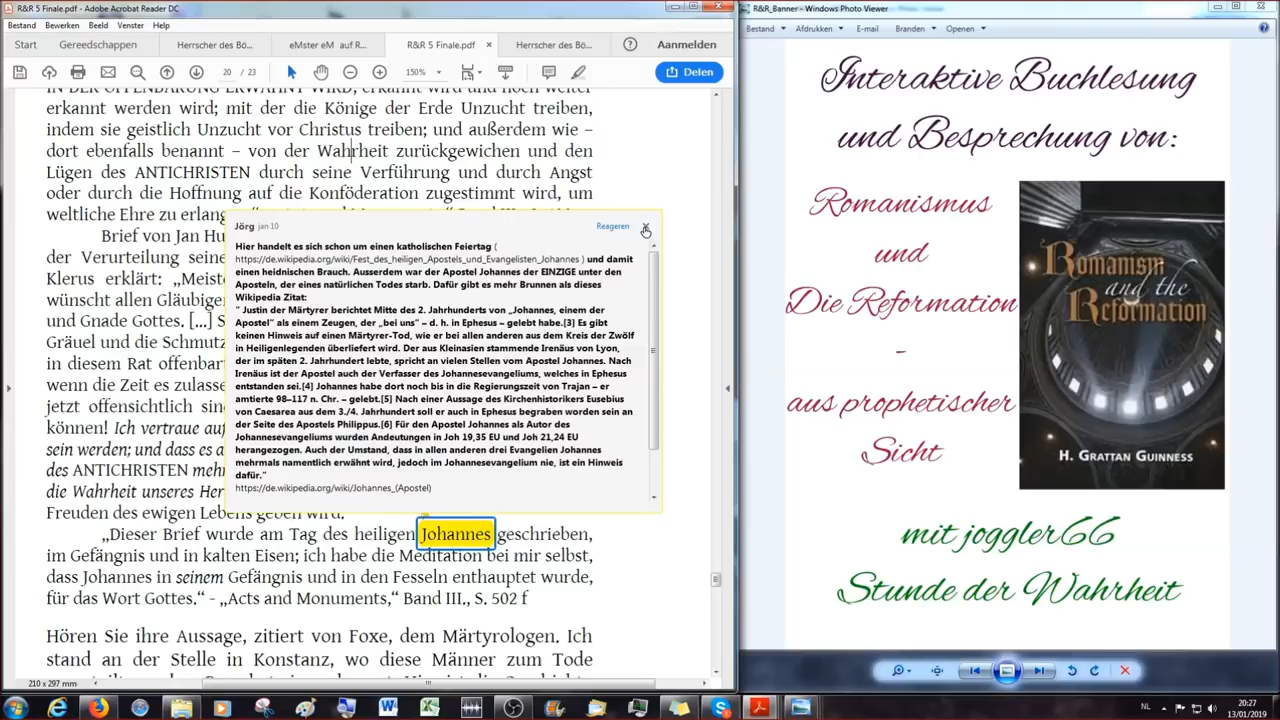 R&R 5 Finale.pdf - Adobe Acrobat Reader DC
Bestand Bewerken Beeld Venster Help
Start Gereedschappen Herrscher des Bö... eMster eM auf R... R&R 5 Finale.pdf × Herrscher des Bö... Aanmelden
20 / 23 150% Delen
IN DER OFFENBARUNG ERWÄHNT WIRD, erkannt wird und noch weiter
erkannt werden wird; mit der die Könige der Erde Unzucht treiben,
indem sie geistlich Unzucht vor Christus treiben; und außerdem wie –
dort ebenfalls benannt – von der Wahrheit zurückgewichen und den
Lügen des ANTICHRISTEN durch seine Verführung und durch Angst
oder durch die Hoffnung auf die Konföderation zugestimmt wird, um
weltliche Ehre zu erlang
Brief von Jan Hu
der Verurteilung seine
Klerus erklärt: „Meiste
wünscht allen Gläubige
und Gnade Gottes. [...] S
Gräuel und die Schmutz
in diesem Rat offenbart
wenn die Zeit es zulasse
jetzt offensichtlich sin
können! Ich vertraue auf
sein werden; und dass es a
des ANTICHRISTEN mehr
die Wahrheit unseres Her
Freuden des ewigen Lebens geben wird.
Jörg jan 10 Reageren
Hier handelt es sich schon um einen katholischen Feiertag (
https://de.wikipedia.org/wiki/Fest_des_heiligen_Apostels_und_Evangelisten_Johannes ) und damit
einen heidnischen Brauch. Ausserdem war der Apostel Johannes der EINZIGE unter den
Aposteln, der eines natürlichen Todes starb. Dafür gibt es mehr Brunnen als dieses
Wikipedia Zitat:
" Justin der Märtyrer berichtet Mitte des 2. Jahrhunderts von „Johannes, einem der
Apostel“ als einem Zeugen, der „bei uns“ – d. h. in Ephesus – gelebt habe.[3] Es gibt
keinen Hinweis auf einen Märtyrer-Tod, wie er bei allen anderen aus dem Kreis der Zwölf
in Heiligenlegenden überliefert wird. Der aus Kleinasien stammende Irenäus von Lyon,
der im späten 2. Jahrhundert lebte, spricht an vielen Stellen vom Apostel Johannes. Nach
Irenäus ist der Apostel auch der Verfasser des Johannesevangeliums, welches in Ephesus
entstanden sei.[4] Johannes habe dort noch bis in die Regierungszeit von Trajan – er
amtierte 98–117 n. Chr. – gelebt.[5] Nach einer Aussage des Kirchenhistorikers Eusebius
von Caesarea aus dem 3./4. Jahrhundert soll er auch in Ephesus begraben worden sein an
der Seite des Apostels Philippus.[6] Für den Apostel Johannes als Autor des
Johannesevangeliums wurden Andeutungen in Joh 19,35 EU und Joh 21,24 EU
herangezogen. Auch der Umstand, dass in allen anderen drei Evangelien Johannes
mehrmals namentlich erwähnt wird, jedoch im Johannesevangelium nie, ist ein Hinweis
dafür."
https://de.wikipedia.org/wiki/Johannes_(Apostel)
„Dieser Brief wurde am Tag des heiligen Johannes geschrieben,
im Gefängnis und in kalten Eisen; ich habe die Meditation bei mir selbst,
dass Johannes in seinem Gefängnis und in den Fesseln enthauptet wurde,
für das Wort Gottes.“ - „Acts and Monuments,“ Band III., S. 502 f
Hören Sie ihre Aussage, zitiert von Foxe, dem Märtyrologen. Ich
stand an der Stelle in Konstanz, wo diese Männer zum Tode
210 x 297 mm
R&R_Banner - Windows Photo Viewer
Bestand Afdrukken E-mail Branden Openen
Interaktive Buchlesung
und Besprechung von:
Romanismus
und
Die Reformation
-
aus prophetischer
Sicht
Romanism
and the
Reformation
H. GRATTAN GUINNESS
mit joggler66
Stunde der Wahrheit
NL 20:27
13/01/2019